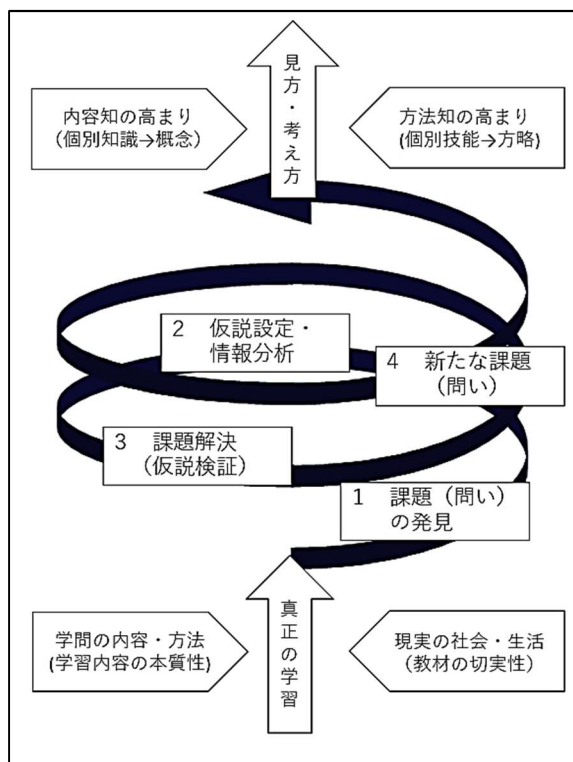 見方・考え方
内容知の高まり
（個別知識→概念）
方法知の高まり
(個別技能→方略)
2　仮説設定・
情報分析
4　新たな課題
（問い）
3　課題解決
（仮説検証）
1　課題（問い）
の発見
真正の学習
学問の内容・方法
(学習内容の本質性)
現実の社会・生活
（教材の切実性）